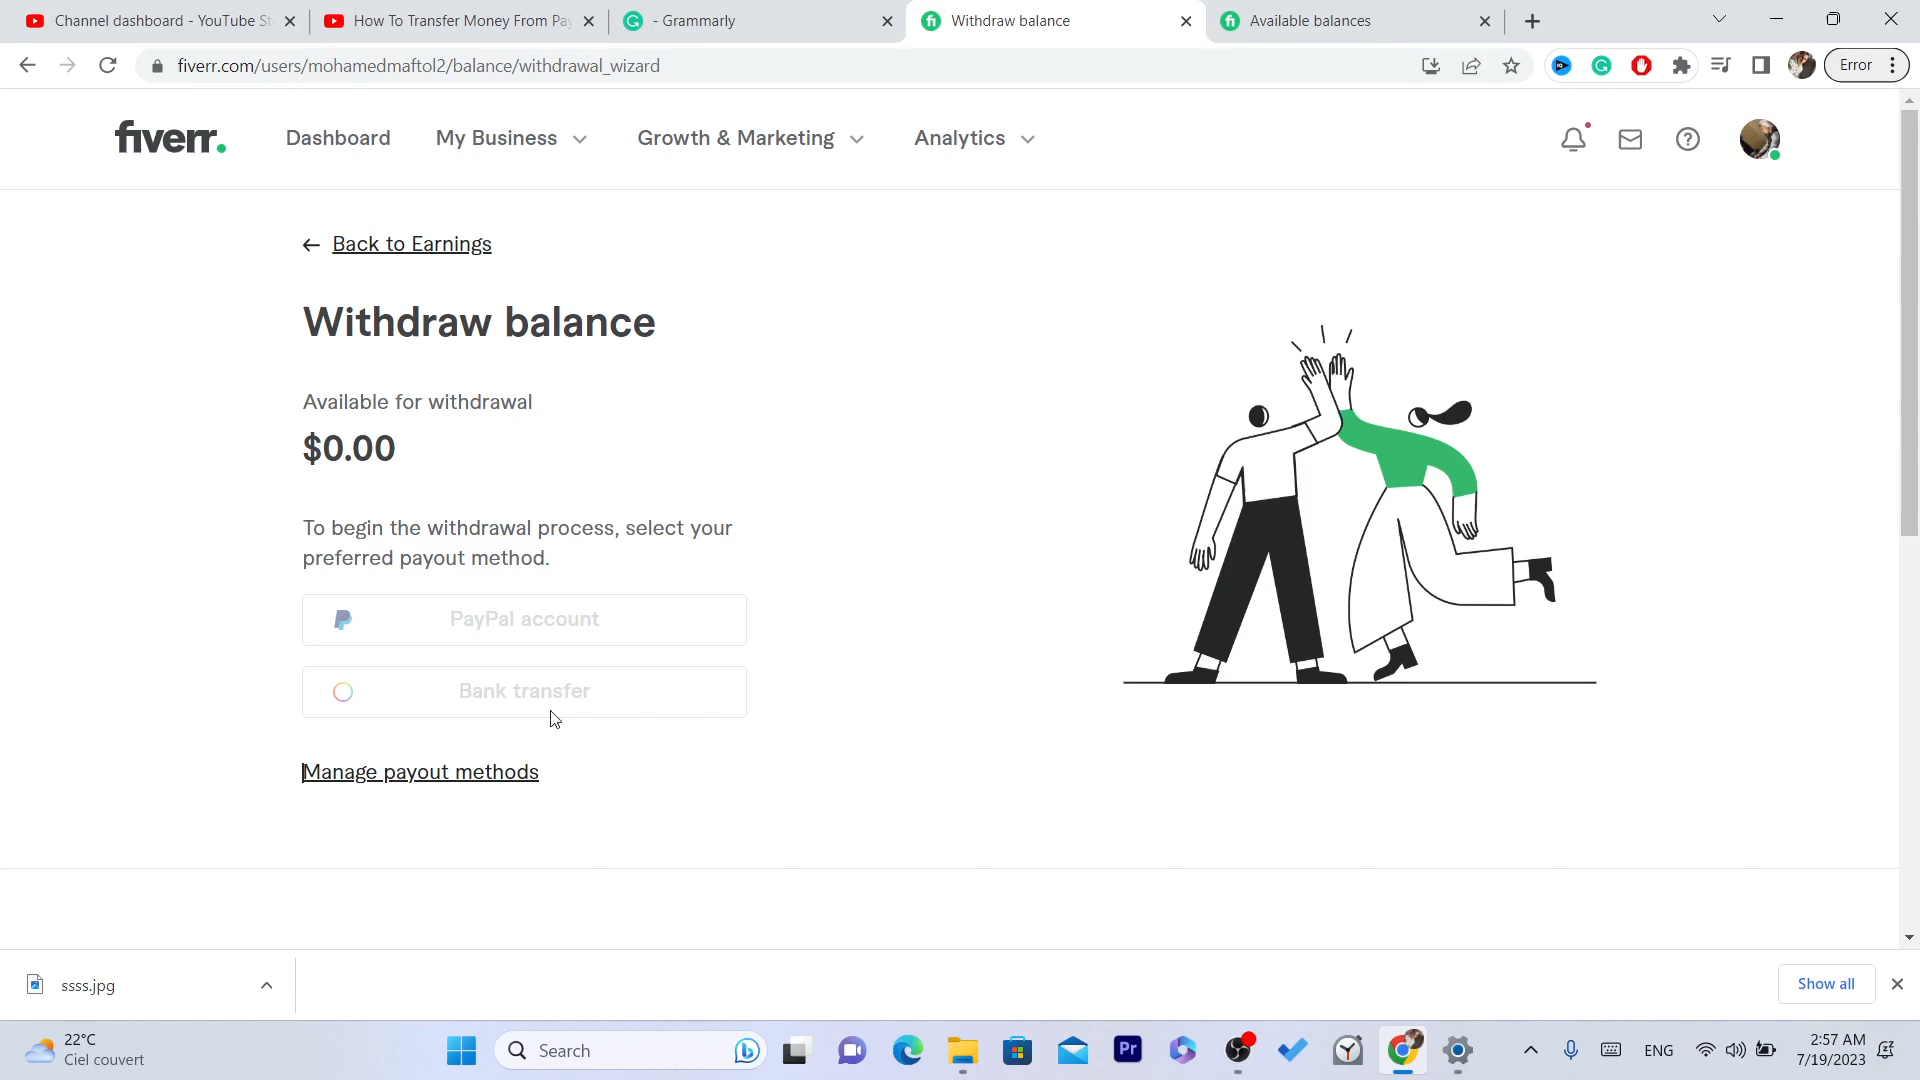 Channel dashboard - YouTube St
How To Transfer Money From Pay
- Grammarly
Withdraw balance
Available balances
fiverr.com/users/mohamedmaftol2/balance/withdrawal_wizard
Error
fiverr.
Dashboard
My Business
Growth & Marketing
Analytics
Back to Earnings
Withdraw balance
Available for withdrawal
$0.00
To begin the withdrawal process, select your
preferred payout method.
PayPal account
Bank transfer
Manage payout methods
ssss.jpg
Show all
22°C
Ciel couvert
Search
Pr
ENG
2:57 AM
7/19/2023